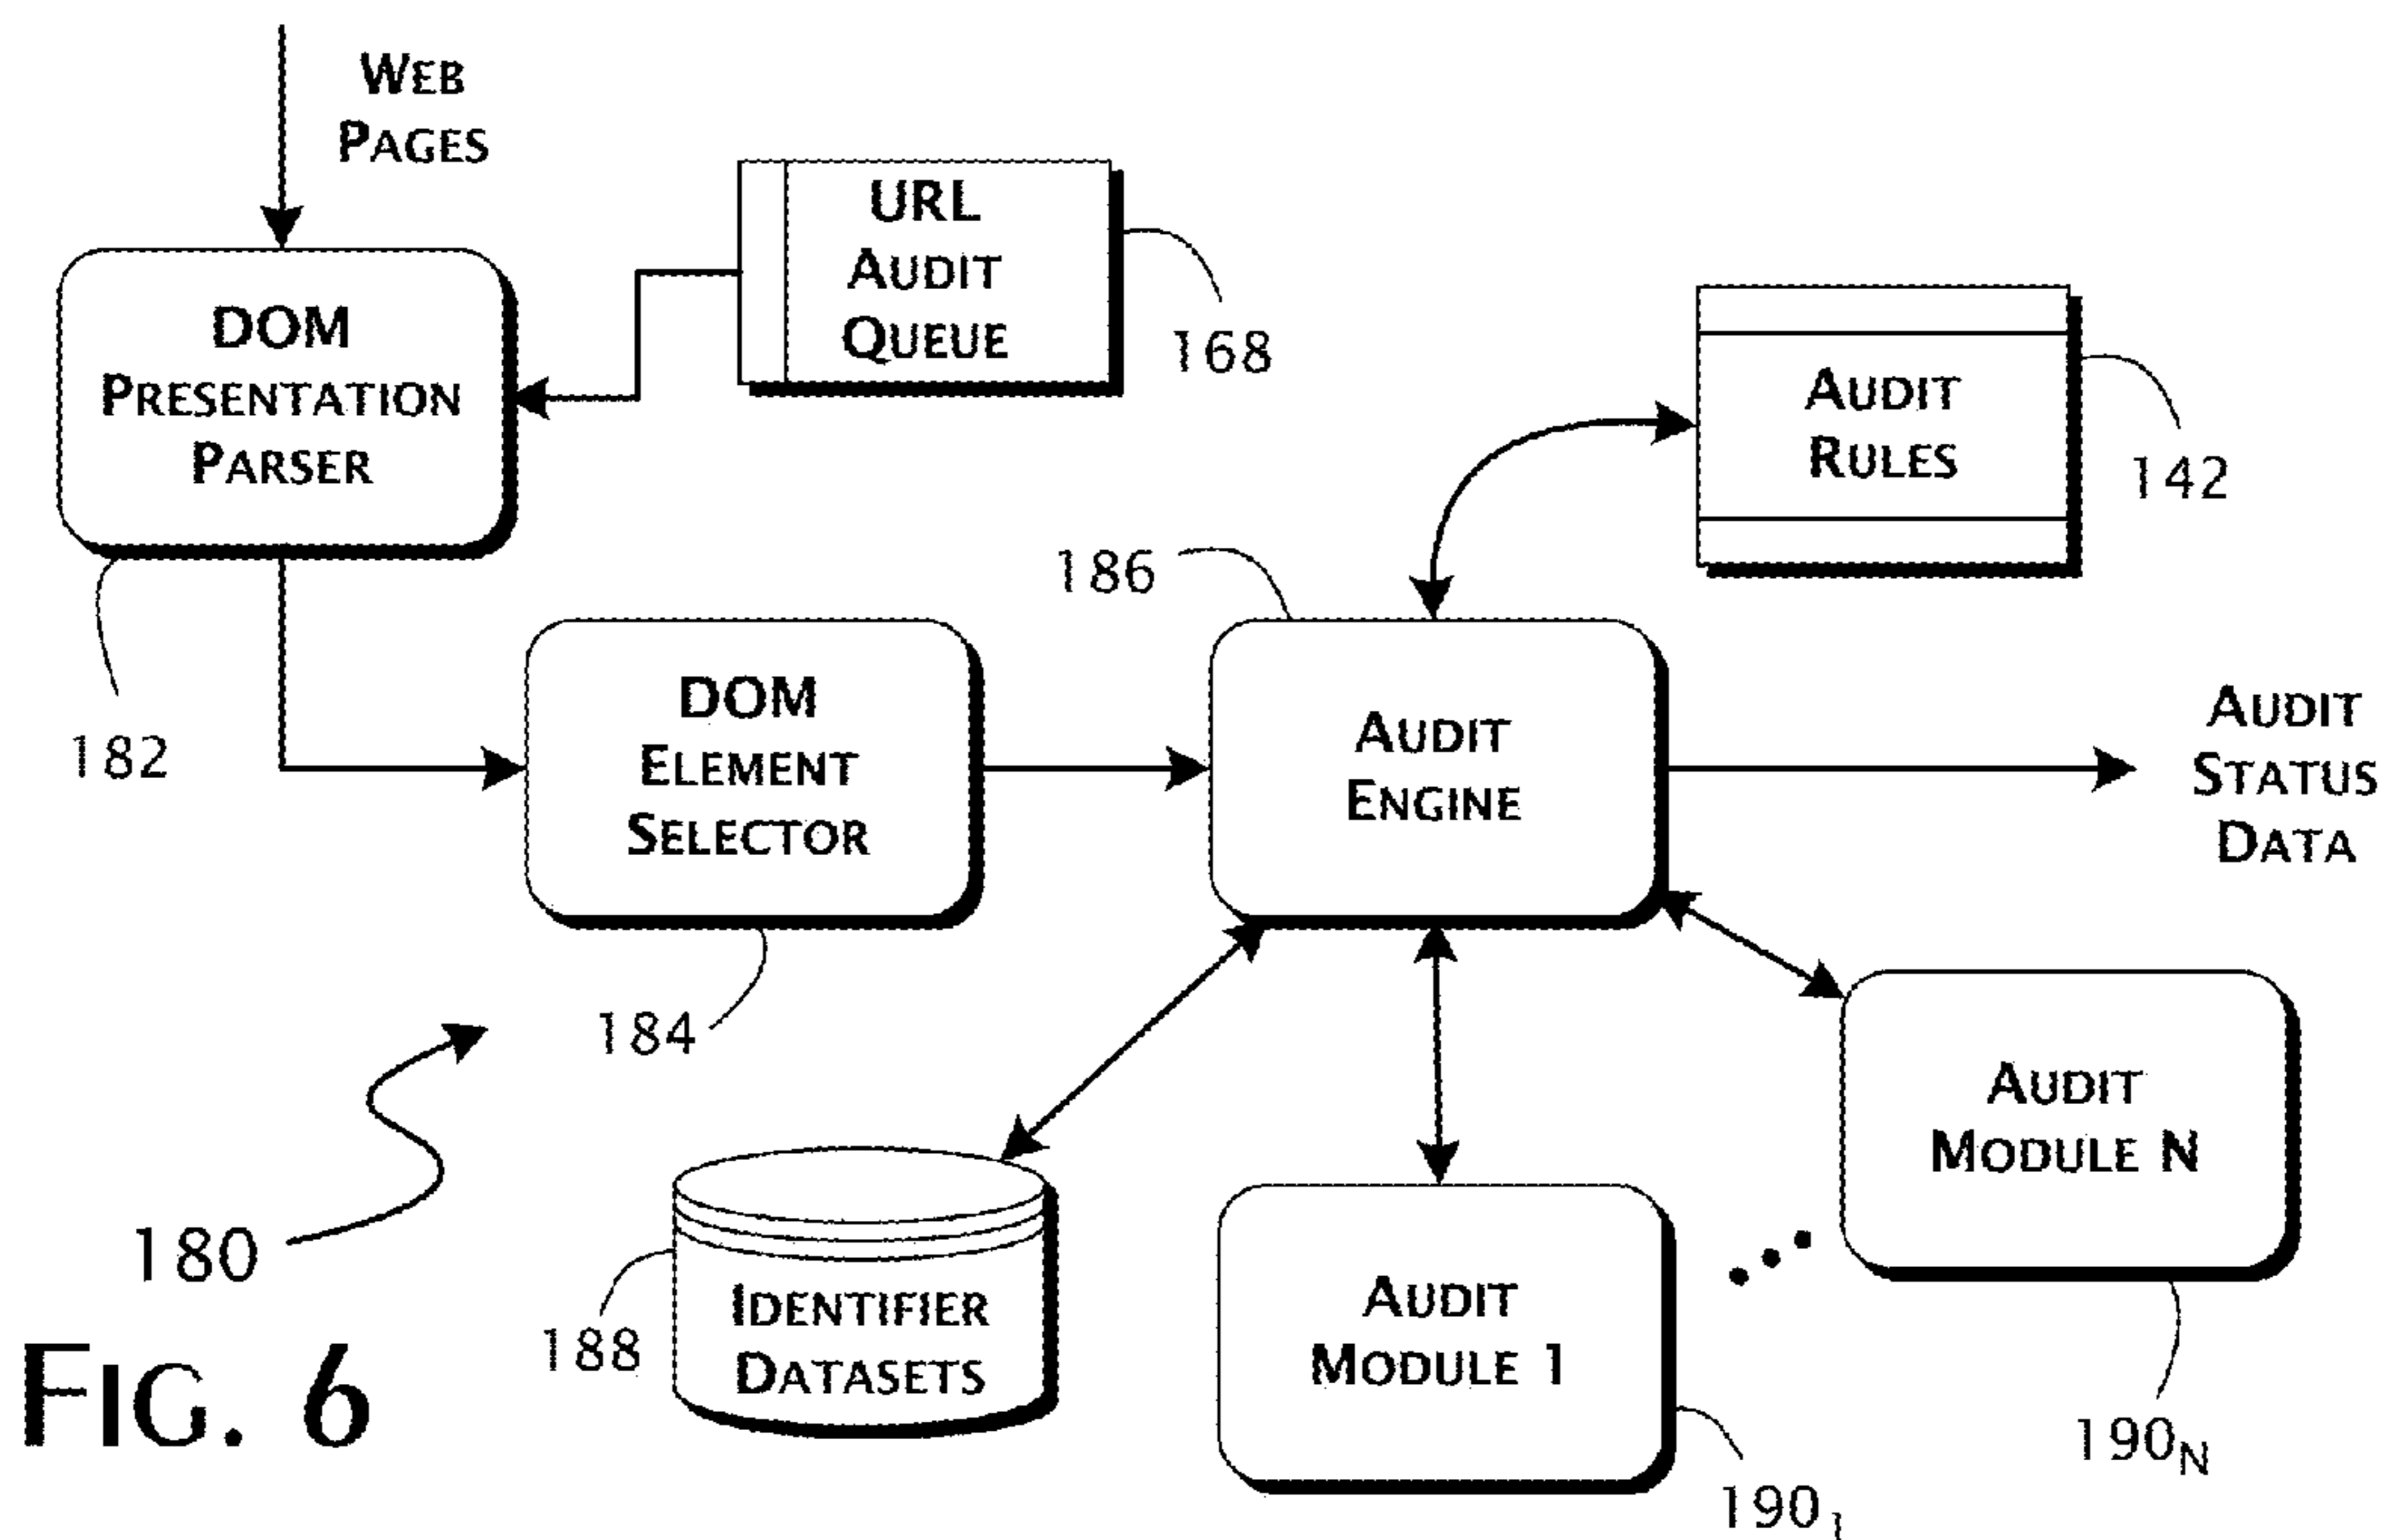 WEB
PAGES
URL
AUDIT
QUEUE
168
DOM
PRESENTATION
PARSER
AUDIT
RULES
142
186
182
DOM
ELEMENT
SELECTOR
AUDIT
ENGINE
AUDIT
STATUS
DATA
184
AUDIT
MODULE N
180
188
IDENTIFIER
DATASETS
AUDIT
MODULE 1
190N
1901
FIG. 6